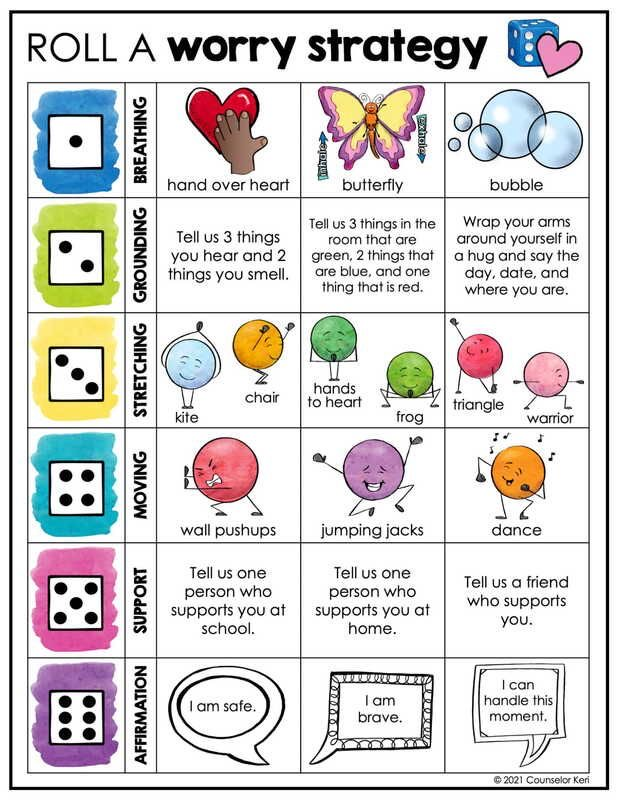 ROLL A worry strategy
BREATHING
hand over heart
inhale
exhale
butterfly
bubble
GROUNDING
Tell us 3 things
you hear and 2
things you smell.
Tell us 3 things in the
room that are
green, 2 things that
are blue, and one
thing that is red.
Wrap your arms
around yourself in
a hug and say the
day, date, and
where you are.
STRETCHING
kite
chair
hands
to heart
frog
triangle
warrior
MOVING
wall pushups
jumping jacks
dance
SUPPORT
Tell us one
person who
supports you at
school.
Tell us one
person who
supports you at
home.
Tell us a friend
who supports
you.
AFFIRMATION
I am safe.
I am
brave.
I can
handle this
moment.
© 2021 Counselor Keri